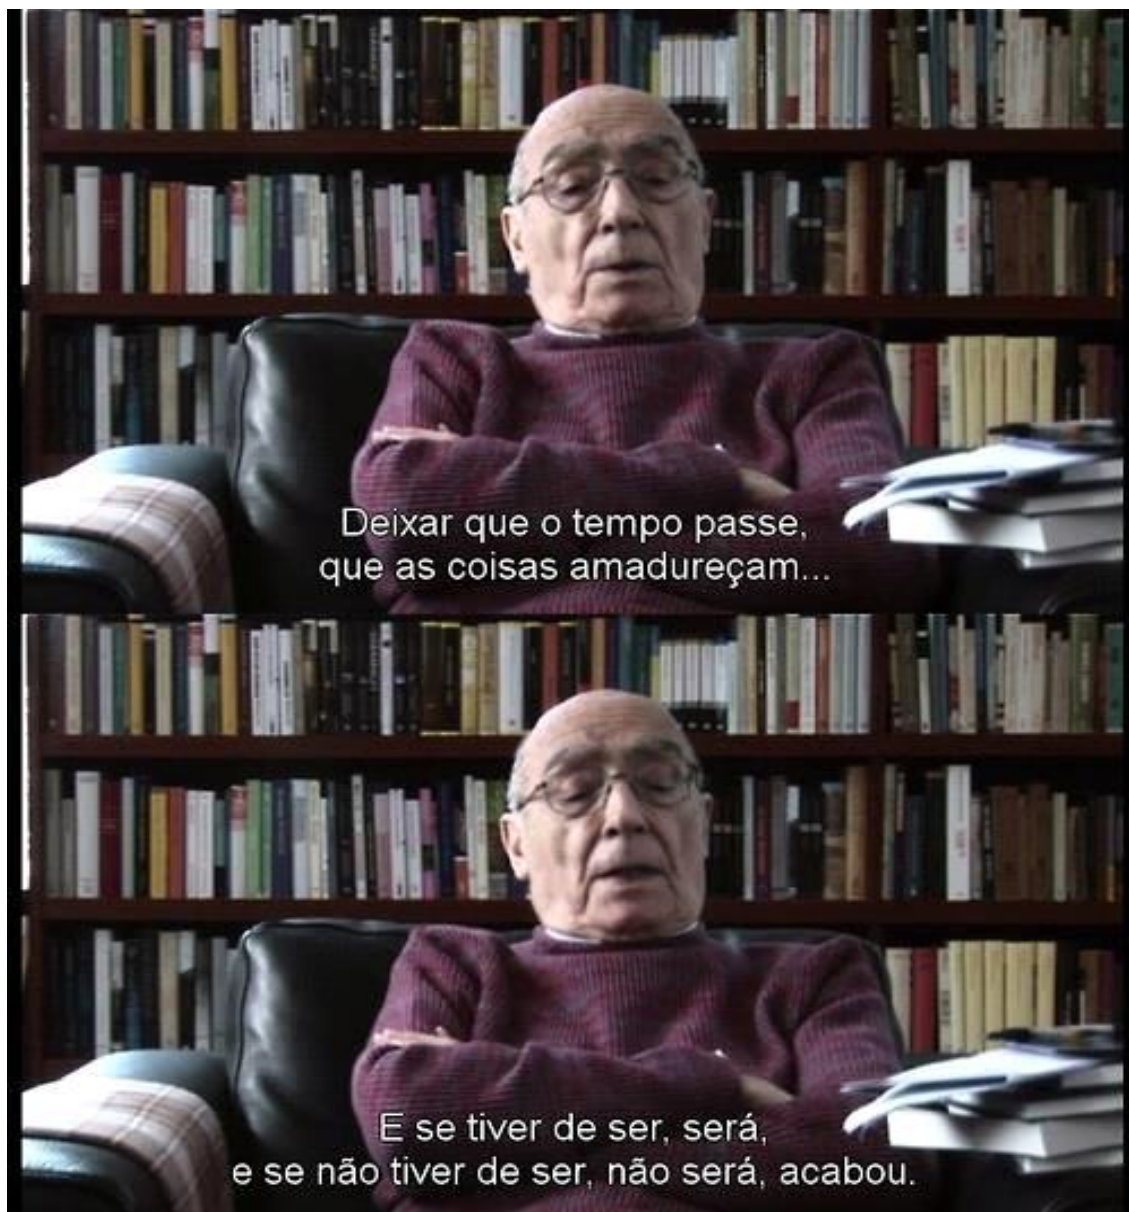 Deixar que o tempo passe,
que as coisas amadureçam...
E se tiver de ser, será,
e se não tiver de ser, não será, acabou.